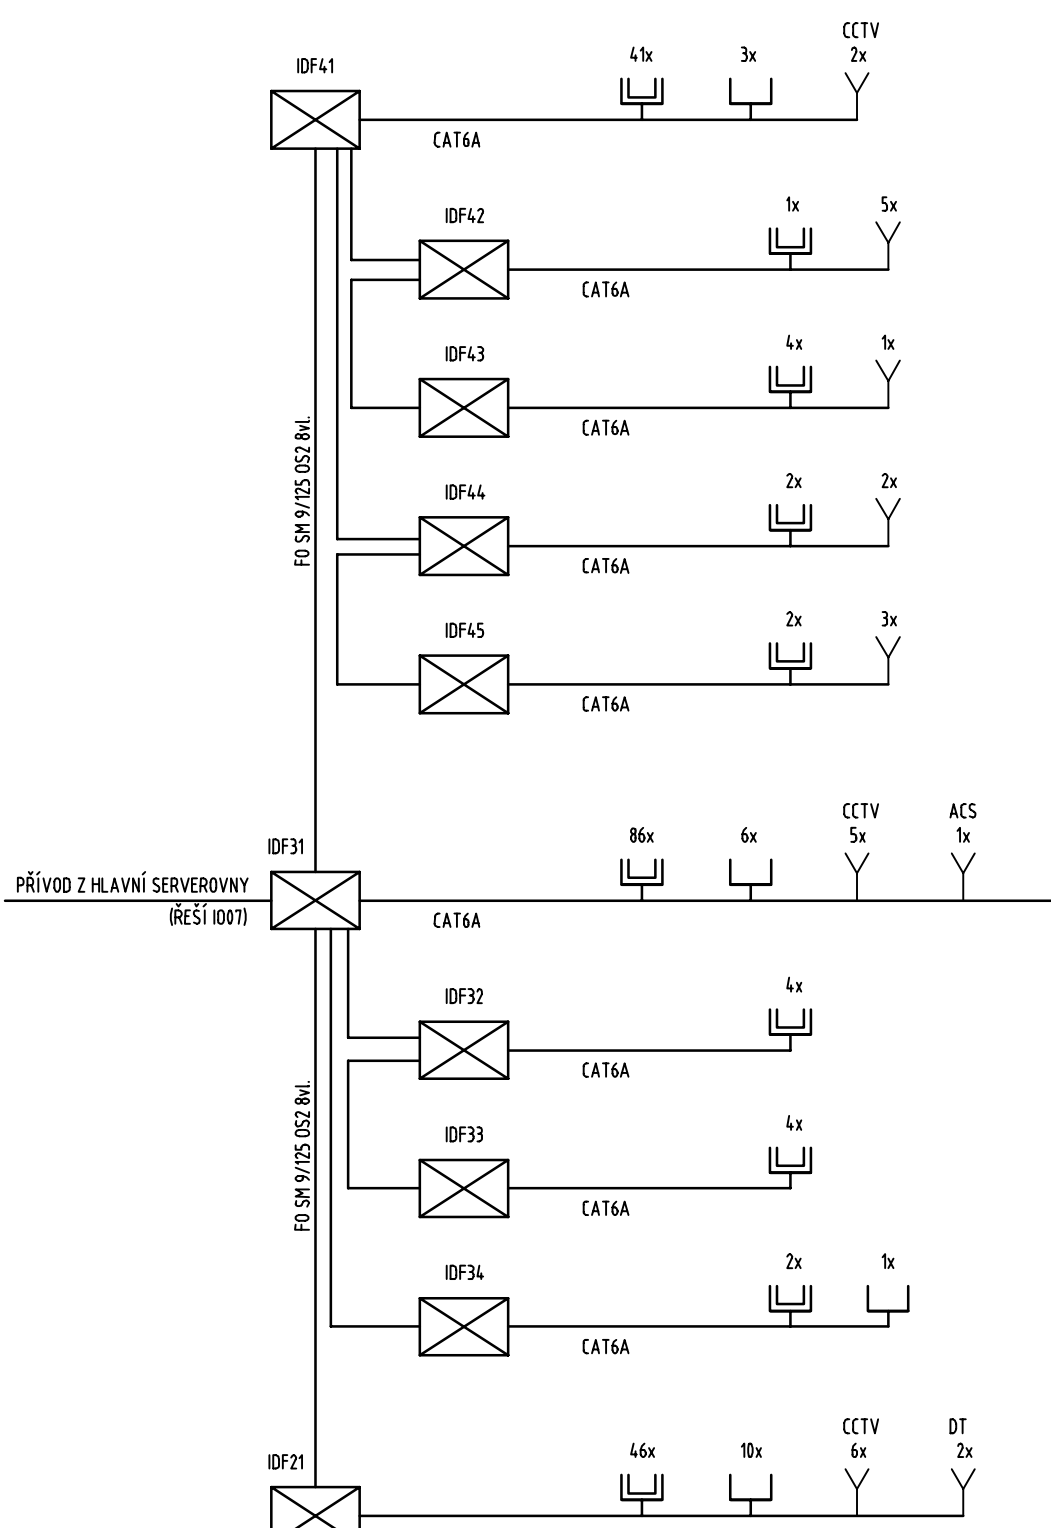 CCTV
41x 3x 2x
IDF41
CAT6A
1x 5x
IDF42
CAT6A
4x 1x
IDF43
CAT6A
FO SM 9/125 OS2 8vl.
2x 2x
IDF44
CAT6A
2x 3x
IDF45
CAT6A
CCTV ACS
86x 6x 5x 1x
IDF31
PŘÍVOD Z HLAVNÍ SERVEROVNY
(ŘEŠÍ IO07)
CAT6A
4x
IDF32
CAT6A
FO SM 9/125 OS2 8vl.
4x
IDF33
CAT6A
2x 1x
IDF34
CAT6A
CCTV DT
46x 10x 6x 2x
IDF21